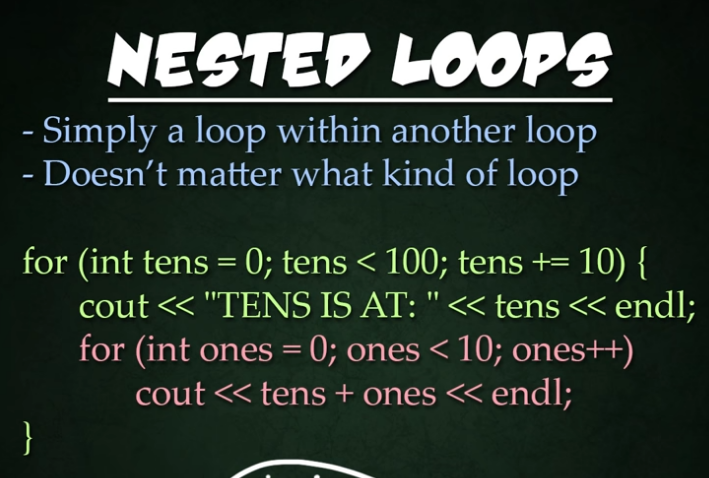 NESTED LOOPS
- Simply a loop within another loop
- Doesn’t matter what kind of loop
for (int tens = 0; tens < 100; tens += 10) {
cout << "TENS IS AT: " << tens << endl;
for (int ones = 0; ones < 10; ones++)
cout << tens + ones << endl;
}